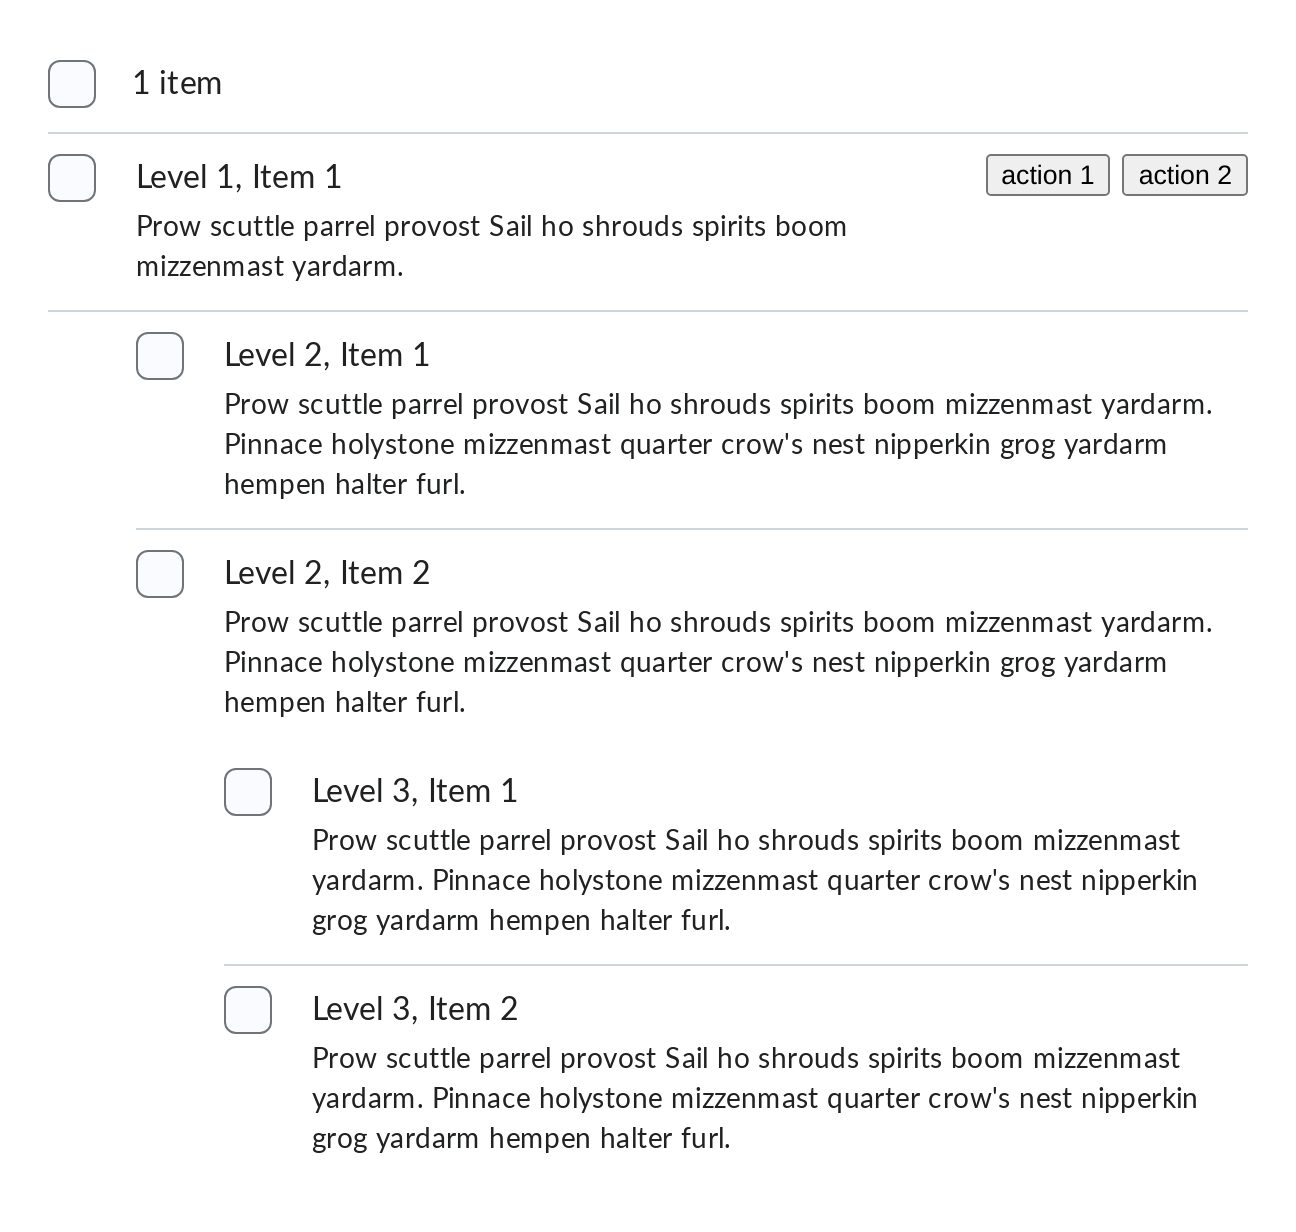 1 item
Level 1, Item 1
action 1
action 2
Prow scuttle parrel provost Sail ho shrouds spirits boom
mizzenmast yardarm.
Level 2, Item 1
Prow scuttle parrel provost Sail ho shrouds spirits boom mizzenmast yardarm.
Pinnace holystone mizzenmast quarter crow's nest nipperkin grog yardarm
hempen halter furl.
Level 2, Item 2
Prow scuttle parrel provost Sail ho shrouds spirits boom mizzenmast yardarm.
Pinnace holystone mizzenmast quarter crow's nest nipperkin grog yardarm
hempen halter furl.
Level 3, Item 1
Prow scuttle parrel provost Sail ho shrouds spirits boom mizzenmast
yardarm. Pinnace holystone mizzenmast quarter crow's nest nipperkin
grog yardarm hempen halter furl.
Level 3, Item 2
Prow scuttle parrel provost Sail ho shrouds spirits boom mizzenmast
yardarm. Pinnace holystone mizzenmast quarter crow's nest nipperkin
grog yardarm hempen halter furl.